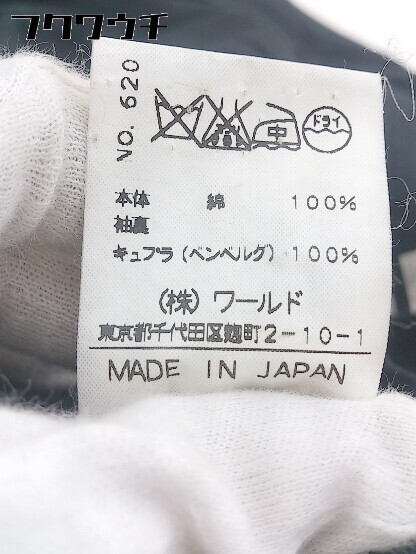 フクワウチ
NO. 620
中 ドライ
本体 綿 100%
袖裏
キュプラ(ベンベルグ) 100%
(株) ワールド
東京都千代田区麹町2-10-1
MADE IN JAPAN